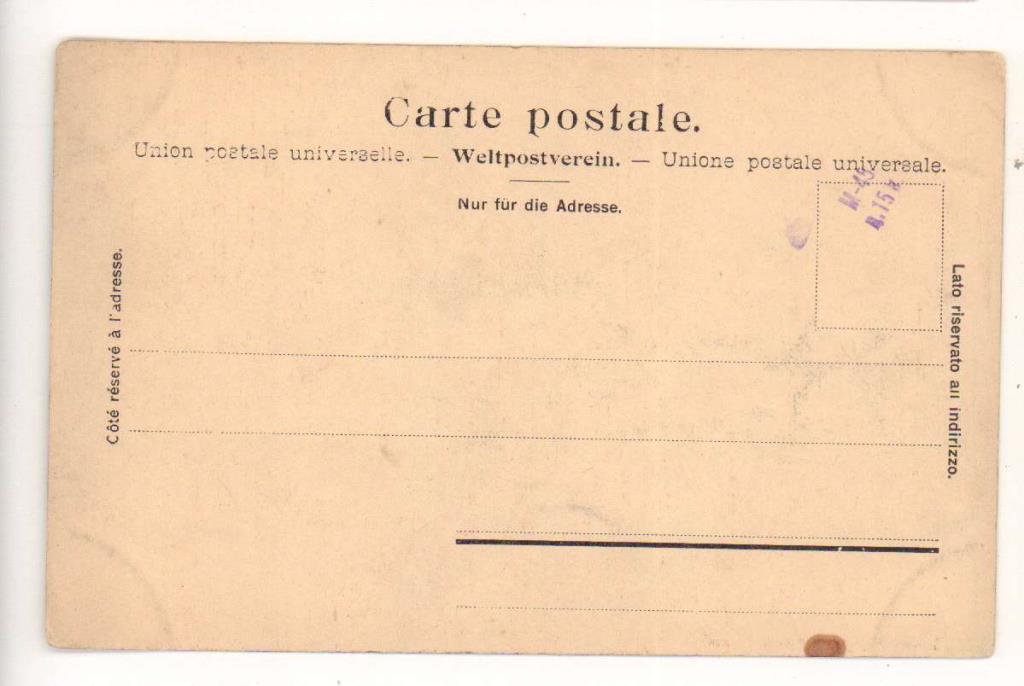 Carte postale.
Union postale universelle. — Weltpostverein. — Unione postale universale.
Nur für die Adresse.
M-45
Côté réservé à l'adresse.
Lato riservato all indirizzo.